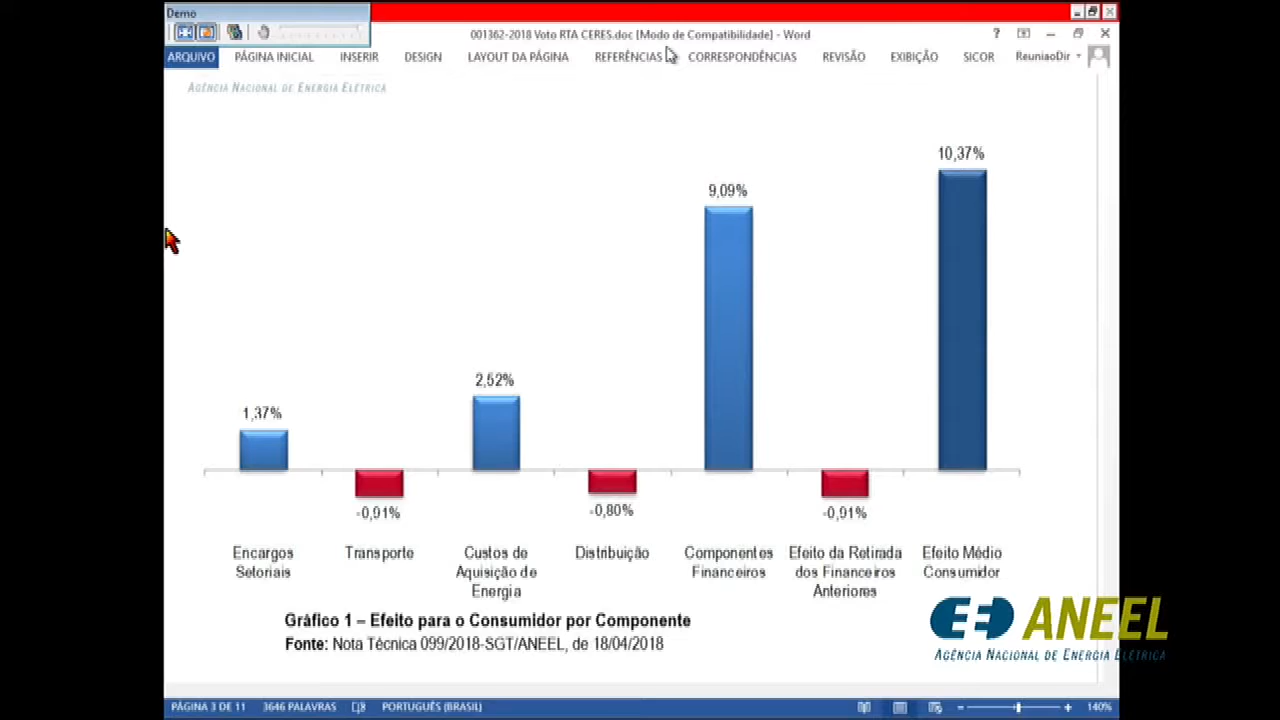 Demo
001362-2018 Voto RTA CERES.doc [Modo de Compatibilidade] - Word
?
ARQUIVO PÁGINA INICIAL INSERIR DESIGN LAYOUT DA PÁGINA REFERÊNCIAS CORRESPONDÊNCIAS REVISÃO EXIBIÇÃO SICOR ReuniaoDir
AGÊNCIA NACIONAL DE ENERGIA ELÉTRICA
10,37%
9,09%
2,52%
1,37%
-0,91%
-0,80%
-0,91%
Encargos Setoriais
Transporte
Custos de Aquisição de Energia
Distribuição
Componentes Financeiros
Efeito da Retirada dos Financeiros Anteriores
Efeito Médio Consumidor
Gráfico 1 – Efeito para o Consumidor por Componente
Fonte: Nota Técnica 099/2018-SGT/ANEEL, de 18/04/2018
ANEEL
AGÊNCIA NACIONAL DE ENERGIA ELÉTRICA
PÁGINA 3 DE 11 3646 PALAVRAS PORTUGUÊS (BRASIL) 140%